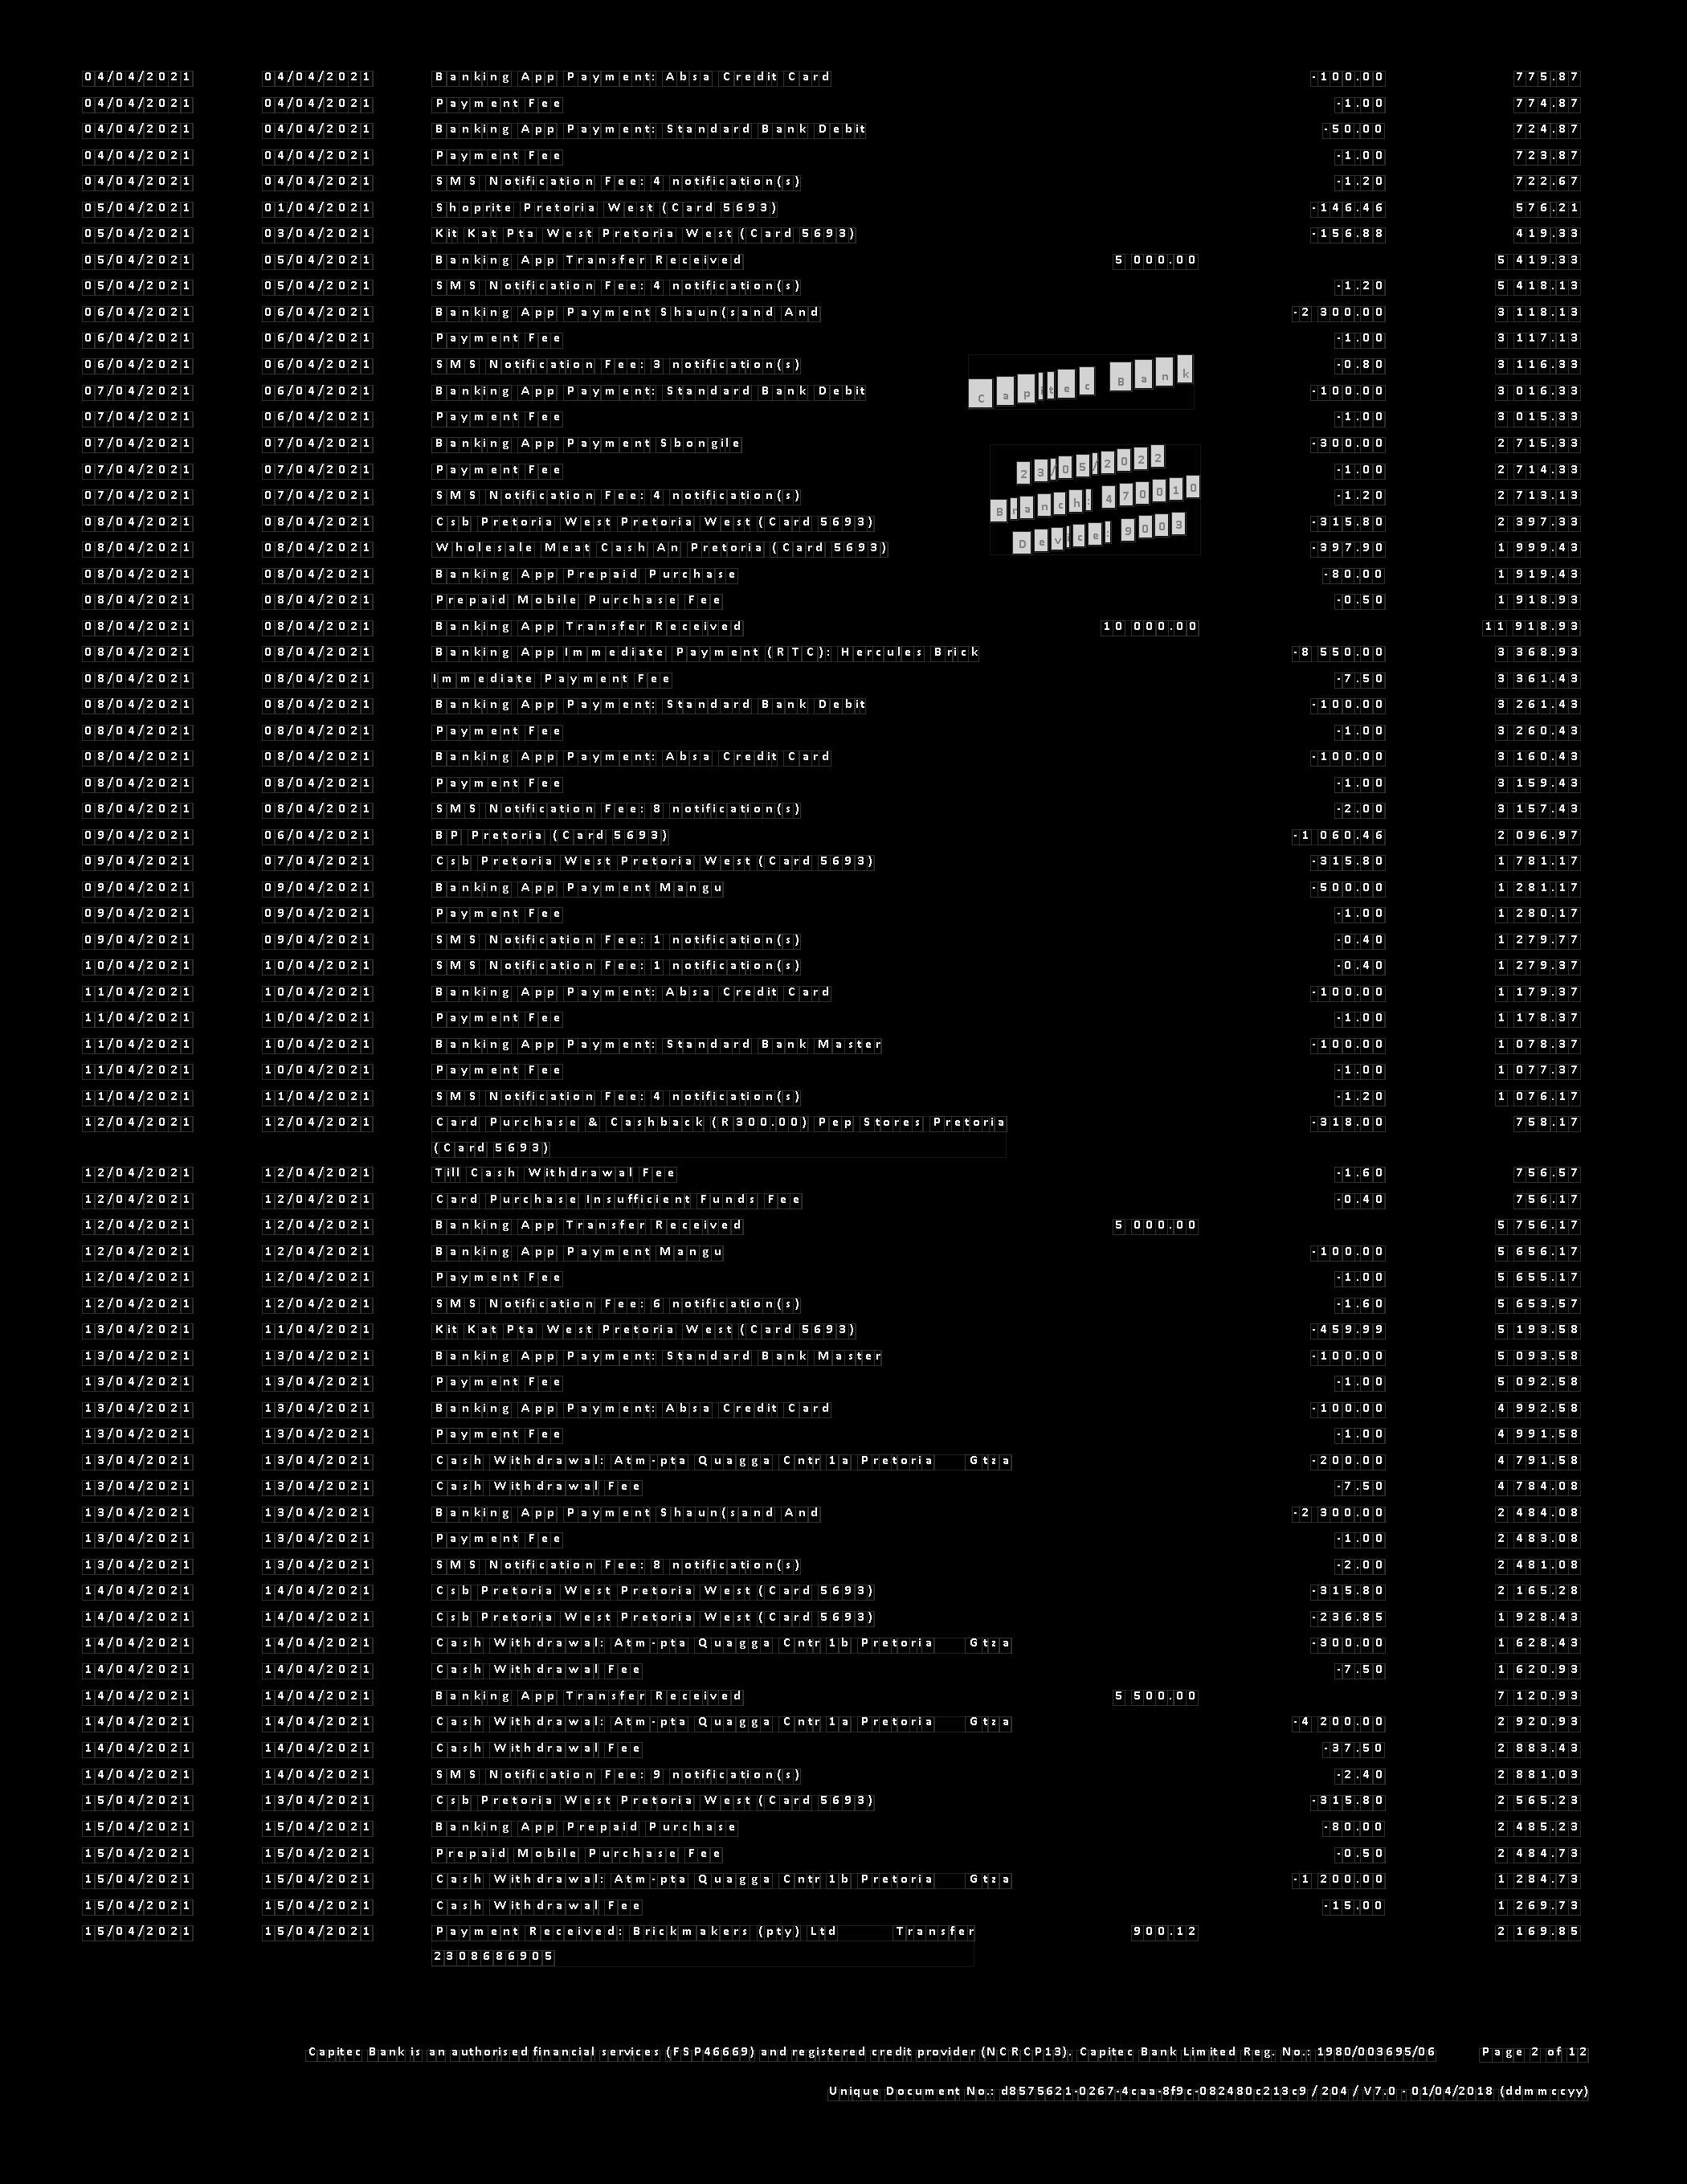 04/04/2021 04/04/2021 Banking App Payment: Absa Credit Card -100.00 775.87
04/04/2021 04/04/2021 Payment Fee -1.00 774.87
04/04/2021 04/04/2021 Banking App Payment: Standard Bank Debit -50.00 724.87
04/04/2021 04/04/2021 Payment Fee -1.00 723.87
04/04/2021 04/04/2021 SMS Notification Fee: 4 notification(s) -1.20 722.67
05/04/2021 01/04/2021 Shoprite Pretoria West (Card 5693) -146.46 576.21
05/04/2021 03/04/2021 Kit Kat Pta West Pretoria West (Card 5693) -156.88 419.33
05/04/2021 05/04/2021 Banking App Transfer Received 5 000.00 5 419.33
05/04/2021 05/04/2021 SMS Notification Fee: 4 notification(s) -1.20 5 418.13
06/04/2021 06/04/2021 Banking App Payment Shaun(sand And -2 300.00 3 118.13
06/04/2021 06/04/2021 Payment Fee -1.00 3 117.13
06/04/2021 06/04/2021 SMS Notification Fee: 3 notification(s) -0.80 3 116.33
Capitec Bank
07/04/2021 07/04/2021 Banking App Payment: Standard Bank Debit -100.00 3 016.33
07/04/2021 07/04/2021 Payment Fee -1.00 3 015.33
07/04/2021 07/04/2021 Banking App Payment Sbongile -300.00 2 715.33
23/05/2022
07/04/2021 07/04/2021 Payment Fee -1.00 2 714.33
07/04/2021 07/04/2021 SMS Notification Fee: 4 notification(s) -1.20 2 713.13
Branch: 470010
08/04/2021 08/04/2021 Csb Pretoria West Pretoria West (Card 5693) -315.80 2 397.33
Device: 9003
08/04/2021 08/04/2021 Wholesale Meat Cash An Pretoria (Card 5693) -397.90 1 999.43
08/04/2021 08/04/2021 Banking App Prepaid Purchase -80.00 1 919.43
08/04/2021 08/04/2021 Prepaid Mobile Purchase Fee -0.50 1 918.93
08/04/2021 08/04/2021 Banking App Transfer Received 10 000.00 11 918.93
08/04/2021 08/04/2021 Banking App Immediate Payment (RTC): Hercules Brick -8 550.00 3 368.93
08/04/2021 08/04/2021 Immediate Payment Fee -7.50 3 361.43
08/04/2021 08/04/2021 Banking App Payment: Standard Bank Debit -100.00 3 261.43
08/04/2021 08/04/2021 Payment Fee -1.00 3 260.43
08/04/2021 08/04/2021 Banking App Payment: Absa Credit Card -100.00 3 160.43
08/04/2021 08/04/2021 Payment Fee -1.00 3 159.43
08/04/2021 08/04/2021 SMS Notification Fee: 8 notification(s) -2.00 3 157.43
09/04/2021 06/04/2021 BP Pretoria (Card 5693) -1 060.46 2 096.97
09/04/2021 07/04/2021 Csb Pretoria West Pretoria West (Card 5693) -315.80 1 781.17
09/04/2021 09/04/2021 Banking App Payment Mangu -500.00 1 281.17
09/04/2021 09/04/2021 Payment Fee -1.00 1 280.17
09/04/2021 09/04/2021 SMS Notification Fee: 1 notification(s) -0.40 1 279.77
10/04/2021 10/04/2021 SMS Notification Fee: 1 notification(s) -0.40 1 279.37
11/04/2021 10/04/2021 Banking App Payment: Absa Credit Card -100.00 1 179.37
11/04/2021 10/04/2021 Payment Fee -1.00 1 178.37
11/04/2021 10/04/2021 Banking App Payment: Standard Bank Master -100.00 1 078.37
11/04/2021 10/04/2021 Payment Fee -1.00 1 077.37
11/04/2021 11/04/2021 SMS Notification Fee: 4 notification(s) -1.20 1 076.17
12/04/2021 12/04/2021 Card Purchase & Cashback (R300.00) Pep Stores Pretoria -318.00 758.17
(Card 5693)
12/04/2021 12/04/2021 Till Cash Withdrawal Fee -1.60 756.57
12/04/2021 12/04/2021 Card Purchase Insufficient Funds Fee -0.40 756.17
12/04/2021 12/04/2021 Banking App Transfer Received 5 000.00 5 756.17
12/04/2021 12/04/2021 Banking App Payment Mangu -100.00 5 656.17
12/04/2021 12/04/2021 Payment Fee -1.00 5 655.17
12/04/2021 12/04/2021 SMS Notification Fee: 6 notification(s) -1.60 5 653.57
13/04/2021 11/04/2021 Kit Kat Pta West Pretoria West (Card 5693) -459.99 5 193.58
13/04/2021 13/04/2021 Banking App Payment: Standard Bank Master -100.00 5 093.58
13/04/2021 13/04/2021 Payment Fee -1.00 5 092.58
13/04/2021 13/04/2021 Banking App Payment: Absa Credit Card -100.00 4 992.58
13/04/2021 13/04/2021 Payment Fee -1.00 4 991.58
13/04/2021 13/04/2021 Cash Withdrawal: Atm-pta Quagga Cntr 1a Pretoria Gtza -200.00 4 791.58
13/04/2021 13/04/2021 Cash Withdrawal Fee -7.50 4 784.08
13/04/2021 13/04/2021 Banking App Payment Shaun(sand And -2 300.00 2 484.08
13/04/2021 13/04/2021 Payment Fee -1.00 2 483.08
13/04/2021 13/04/2021 SMS Notification Fee: 8 notification(s) -2.00 2 481.08
14/04/2021 14/04/2021 Csb Pretoria West Pretoria West (Card 5693) -315.80 2 165.28
14/04/2021 14/04/2021 Csb Pretoria West Pretoria West (Card 5693) -236.85 1 928.43
14/04/2021 14/04/2021 Cash Withdrawal: Atm-pta Quagga Cntr 1b Pretoria Gtza -300.00 1 628.43
14/04/2021 14/04/2021 Cash Withdrawal Fee -7.50 1 620.93
14/04/2021 14/04/2021 Banking App Transfer Received 5 500.00 7 120.93
14/04/2021 14/04/2021 Cash Withdrawal: Atm-pta Quagga Cntr 1a Pretoria Gtza -4 200.00 2 920.93
14/04/2021 14/04/2021 Cash Withdrawal Fee -37.50 2 883.43
14/04/2021 14/04/2021 SMS Notification Fee: 9 notification(s) -2.40 2 881.03
15/04/2021 13/04/2021 Csb Pretoria West Pretoria West (Card 5693) -315.80 2 565.23
15/04/2021 15/04/2021 Banking App Prepaid Purchase -80.00 2 485.23
15/04/2021 15/04/2021 Prepaid Mobile Purchase Fee -0.50 2 484.73
15/04/2021 15/04/2021 Cash Withdrawal: Atm-pta Quagga Cntr 1b Pretoria Gtza -1 200.00 1 284.73
15/04/2021 15/04/2021 Cash Withdrawal Fee -15.00 1 269.73
15/04/2021 15/04/2021 Payment Received: Brickmakers (pty) Ltd Transfer 900.12 2 169.85
2308686905
Capitec Bank is an authorised financial services (FSP46669) and registered credit provider (NCRCP13). Capitec Bank Limited Reg. No.: 1980/003695/06 Page 2 of 12
Unique Document No.: d8575621-0267-4caa-8f9c-082480c213c9 / 204 / V7.0 - 01/04/2018 (ddmmccyy)